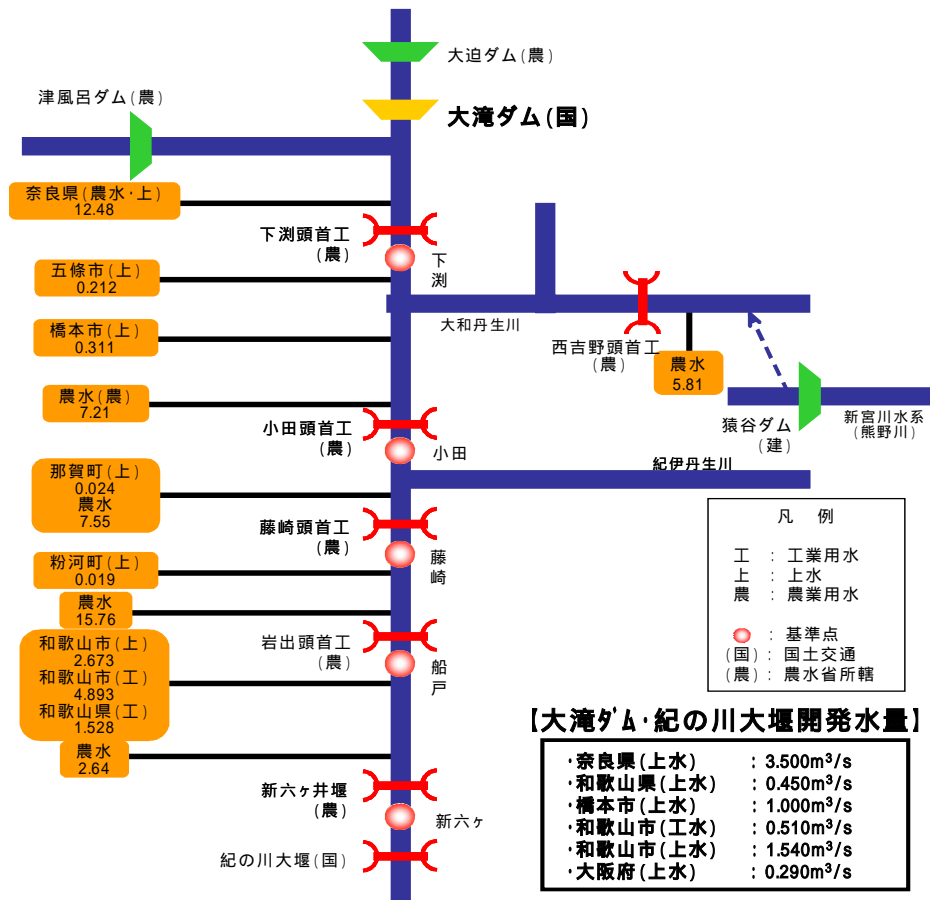 大迫ダム(農)
津風呂ダム(農)
大滝ダム(国)
奈良県(農水・上)
12.48
下渕頭首工
(農)
下
渕
五條市(上)
0.212
大和丹生川
橋本市(上)
0.311
西吉野頭首工
(農)
農水
5.81
農水(農)
7.21
猿谷ダム
(建)
新宮川水系
(熊野川)
小田頭首工
(農)
小田
紀伊丹生川
那賀町(上)
0.024
農水
7.55
藤崎頭首工
(農)
藤
崎
粉河町(上)
0.019
農水
15.76
岩出頭首工
(農)
船
戸
和歌山市(上)
2.673
和歌山市(工)
4.893
和歌山県(工)
1.528
農水
2.64
新六ヶ井堰
(農)
新六ヶ
紀の川大堰(国)
凡 例
工 : 工業用水
上 : 上水
農 : 農業用水
: 基準点
(国) : 国土交通
(農) : 農水省所轄
【大滝ダム・紀の川大堰開発水量】
・奈良県(上水) : 3.500m³/s
・和歌山県(上水) : 0.450m³/s
・橋本市(上水) : 1.000m³/s
・和歌山市(工水) : 0.510m³/s
・和歌山市(上水) : 1.540m³/s
・大阪府(上水) : 0.290m³/s